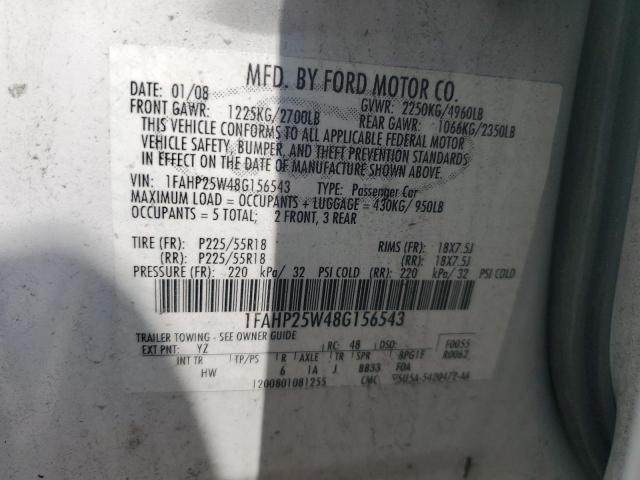 MFD. BY FORD MOTOR CO.
DATE: 01/08
GVWR: 2250KG/4960LB
FRONT GAWR: 1225KG/2700LB
REAR GAWR: 1066KG/2350LB
THIS VEHICLE CONFORMS TO ALL APPLICABLE FEDERAL MOTOR
VEHICLE SAFETY, BUMPER, AND THEFT PREVENTION STANDARDS
IN EFFECT ON THE DATE OF MANUFACTURE SHOWN ABOVE.
VIN: 1FAHP25W48G156543 TYPE: Passenger Car
MAXIMUM LOAD = OCCUPANTS + LUGGAGE = 430KG/ 950LB
OCCUPANTS = 5 TOTAL; 2 FRONT, 3 REAR
TIRE (FR): P225/55R18 RIMS (FR): 18X7.5J
(RR): P225/55R18 (RR): 18X7.5J
PRESSURE (FR): 220 kPa/ 32 PSI COLD (RR): 220 kPa/ 32 PSI COLD
1FAHP25W48G156543
TRAILER TOWING - SEE OWNER GUIDE
EXT PNT: YZ RC: 48 DSO: F0055
R0062
INT TR TP/PS R AXLE TR SPR 8PG1F
HW 6 1A J 8833 FOA
1200801081255 CMC